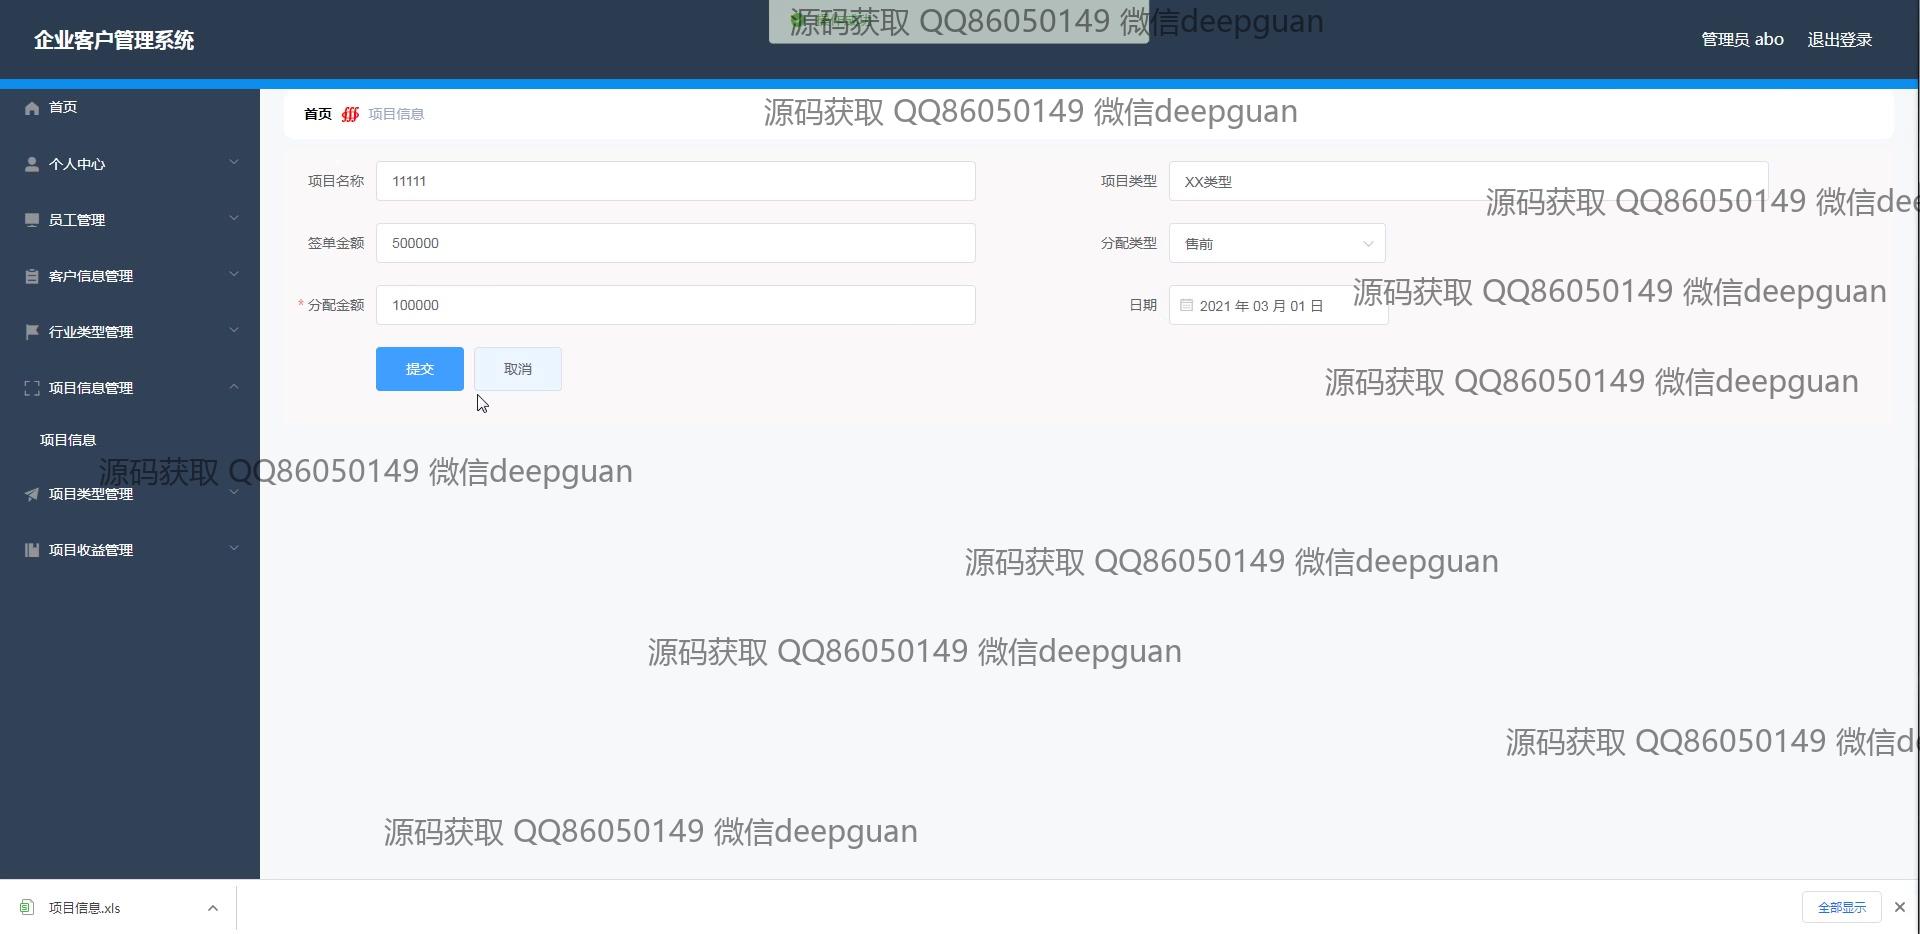 企业客户管理系统
源码获取 QQ86050149 微信deepguan
管理员 abo 退出登录
首页
个人中心
员工管理
客户信息管理
行业类型管理
项目信息管理
项目信息
项目类型管理
项目收益管理
首页 项目信息
源码获取 QQ86050149 微信deepguan
项目名称 11111
项目类型 XX类型
源码获取 QQ86050149 微信dee
签单金额 500000
分配类型 售前
* 分配金额 100000
日期 2021 年 03 月 01 日
源码获取 QQ86050149 微信deepguan
提交 取消
源码获取 QQ86050149 微信deepguan
源码获取 QQ86050149 微信deepguan
源码获取 QQ86050149 微信deepguan
源码获取 QQ86050149 微信deepguan
源码获取 QQ86050149 微信de
源码获取 QQ86050149 微信deepguan
项目信息.xls
全部显示